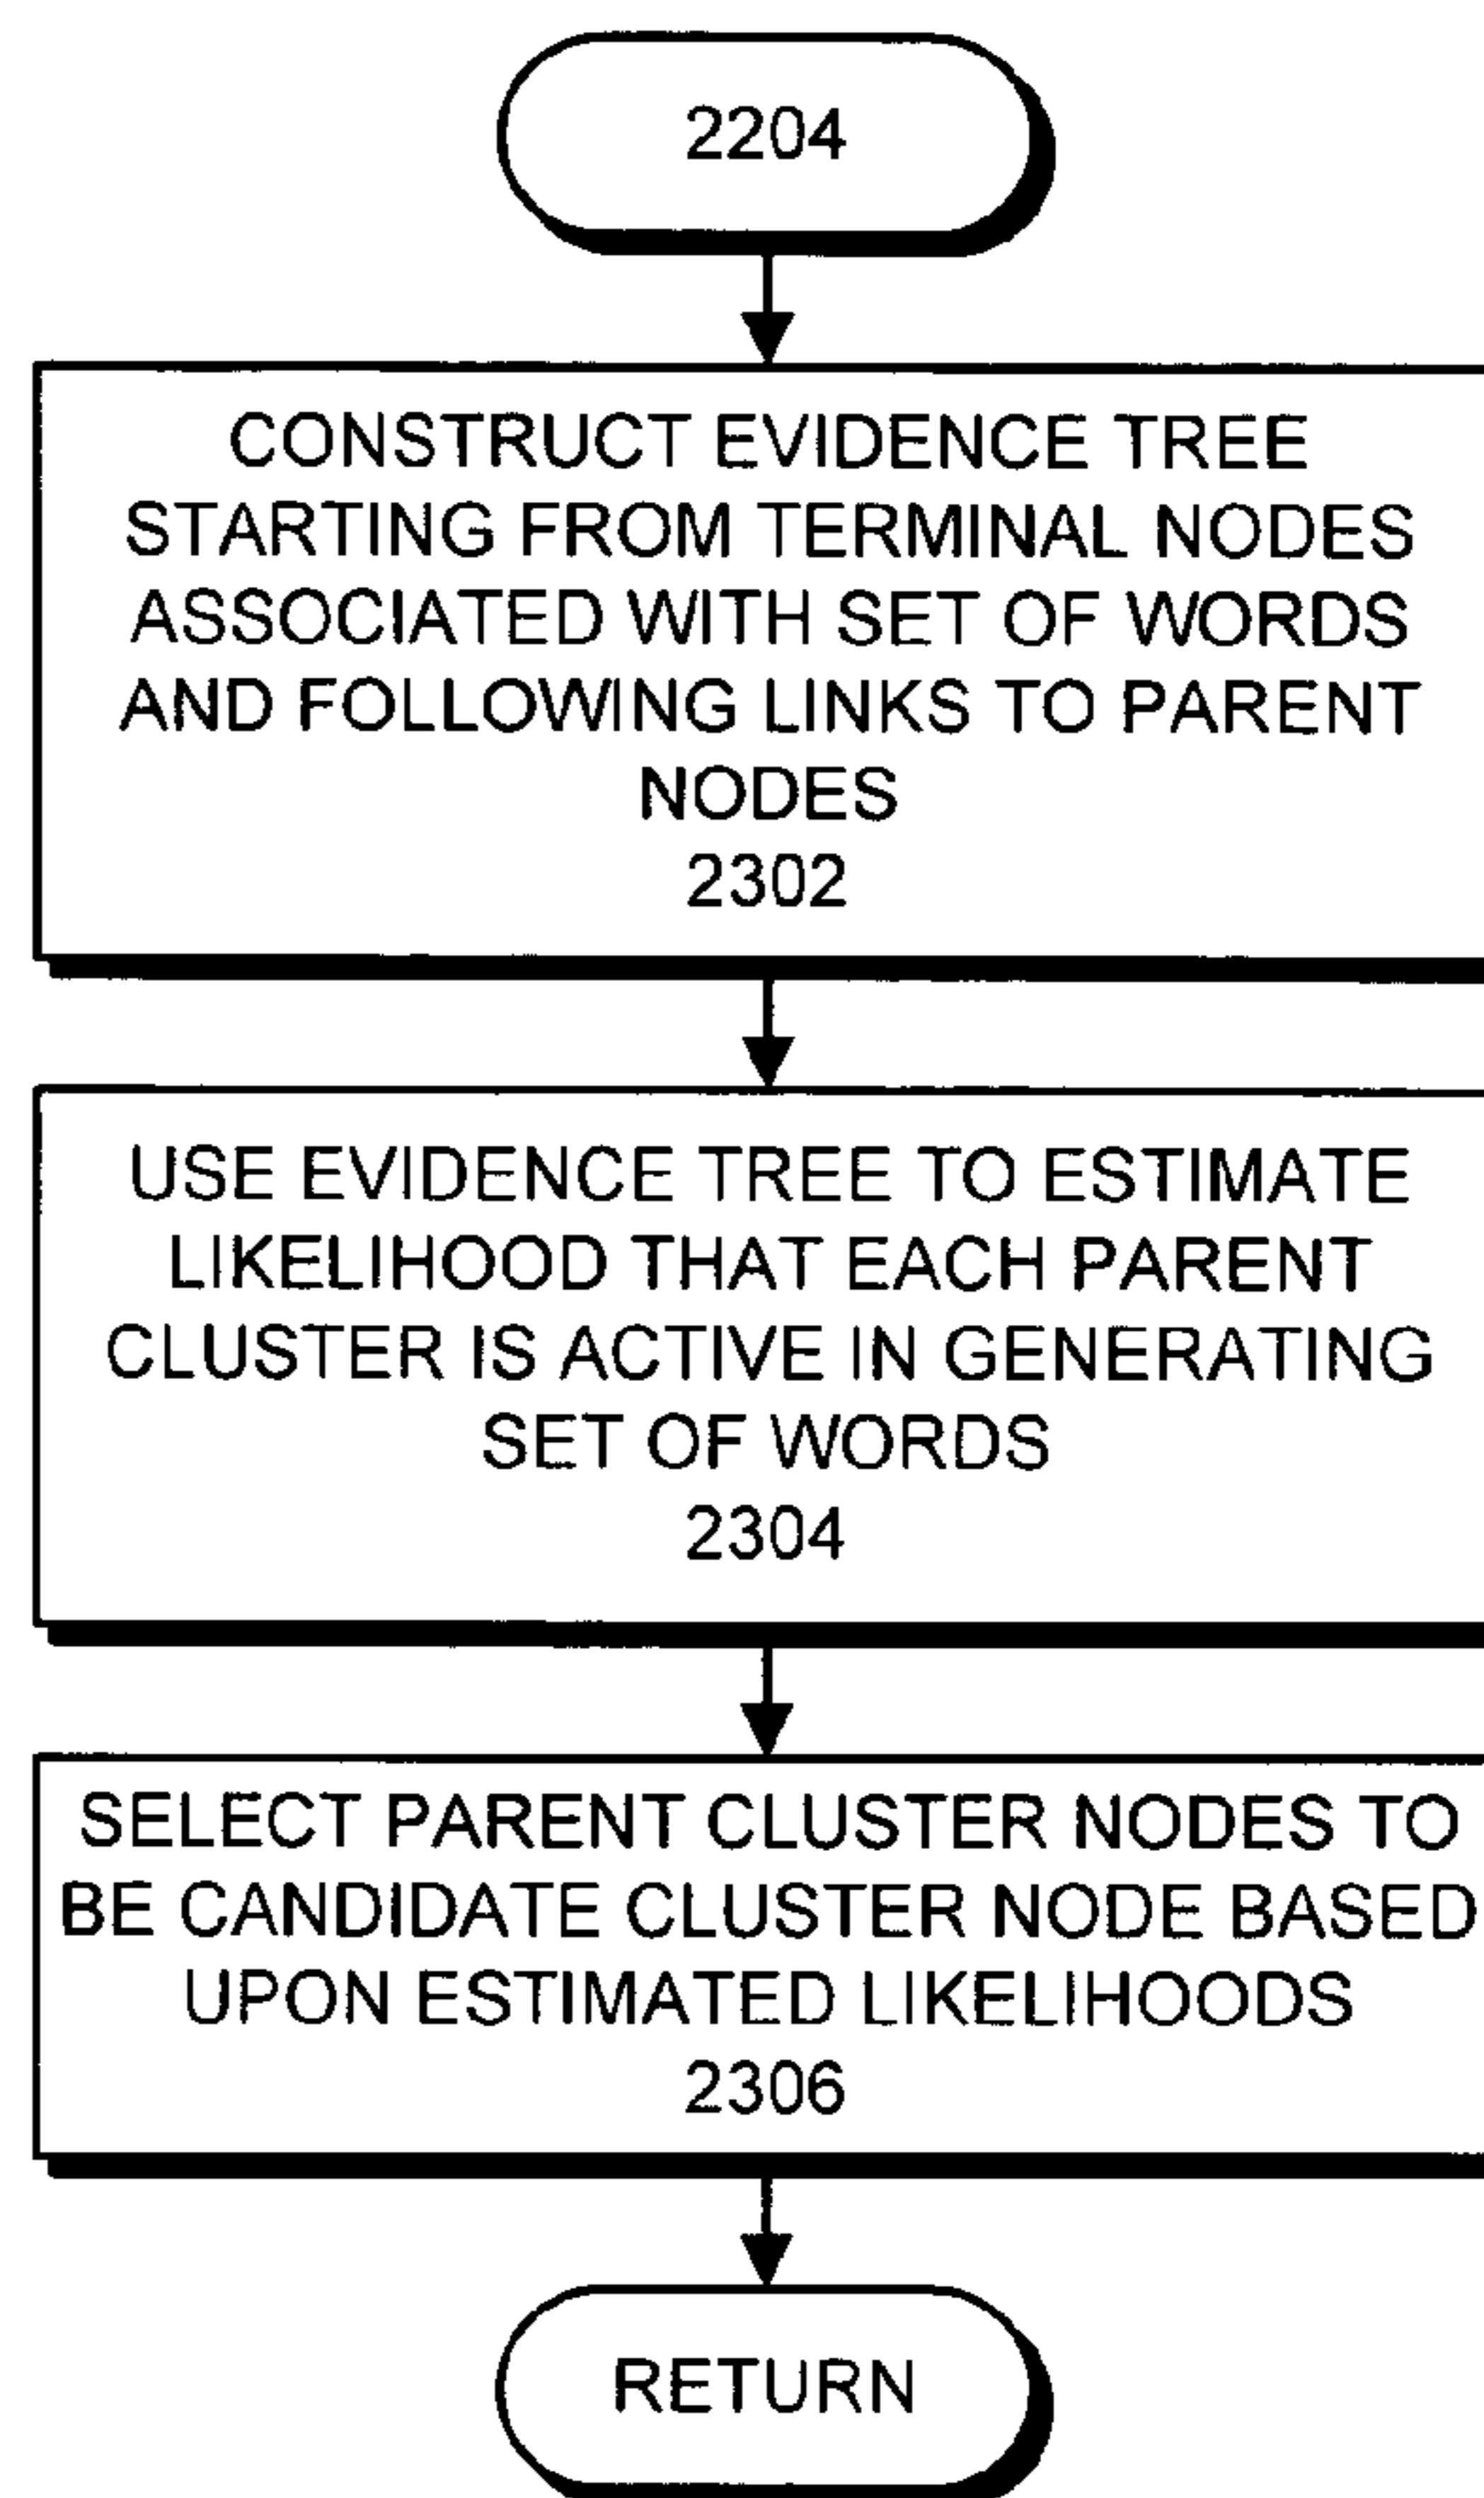 2204
CONSTRUCT EVIDENCE TREE
STARTING FROM TERMINAL NODES
ASSOCIATED WITH SET OF WORDS
AND FOLLOWING LINKS TO PARENT
NODES
2302
USE EVIDENCE TREE TO ESTIMATE
LIKELIHOOD THAT EACH PARENT
CLUSTER IS ACTIVE IN GENERATING
SET OF WORDS
2304
SELECT PARENT CLUSTER NODES TO
BE CANDIDATE CLUSTER NODE BASED
UPON ESTIMATED LIKELIHOODS
2306
RETURN